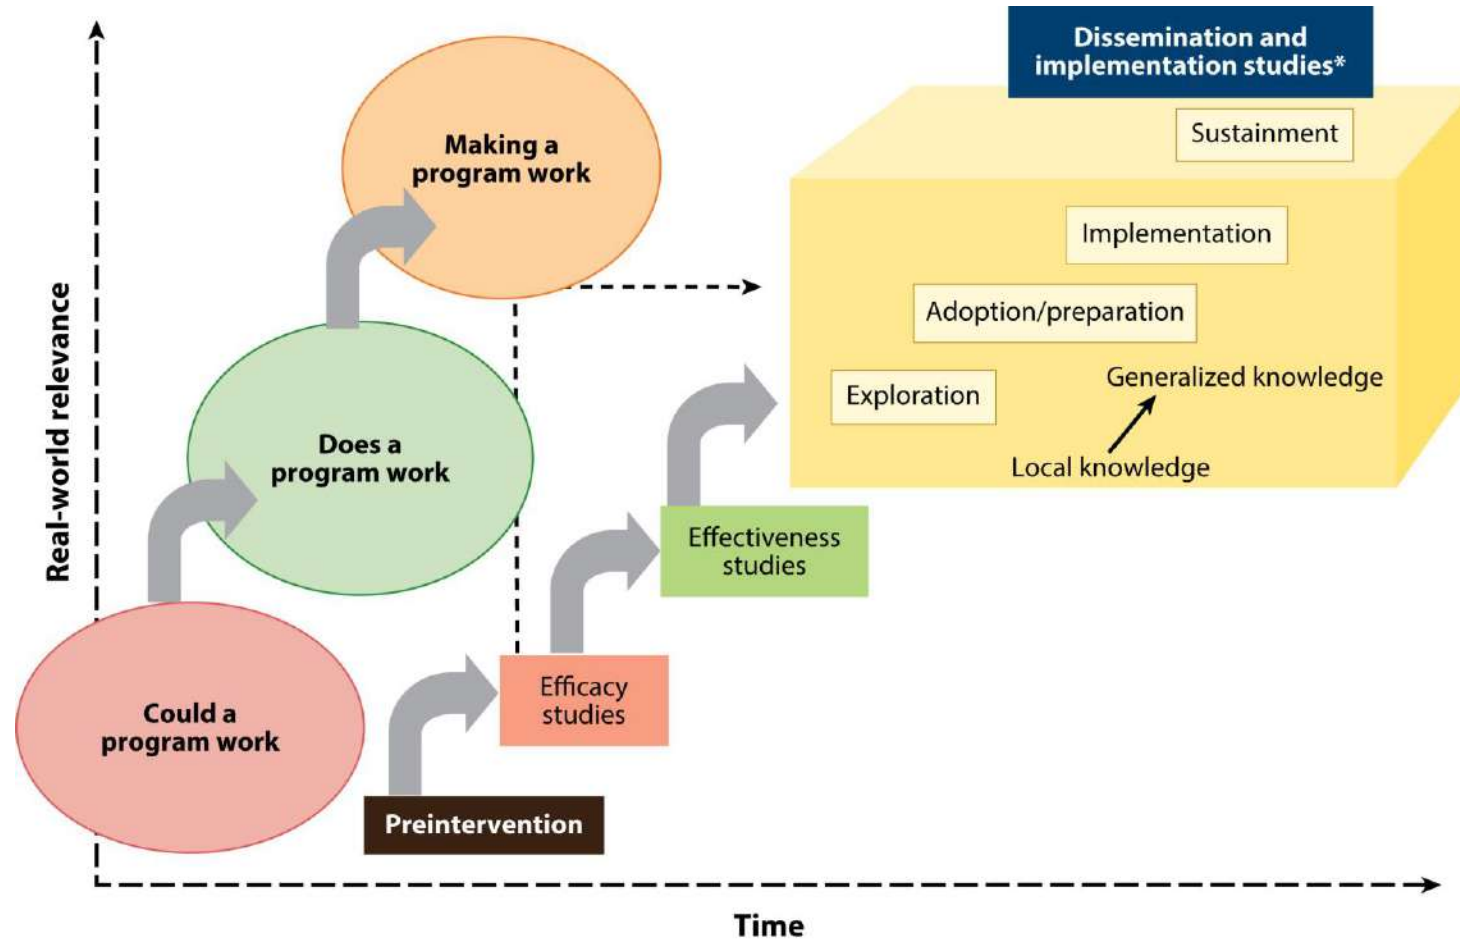 Dissemination and
implementation studies*
Sustainment
Making a
program work
Implementation
Adoption/preparation
Generalized knowledge
Exploration
Local knowledge
Does a
program work
Effectiveness
studies
Efficacy
studies
Could a
program work
Preintervention
Real-world relevance
Time